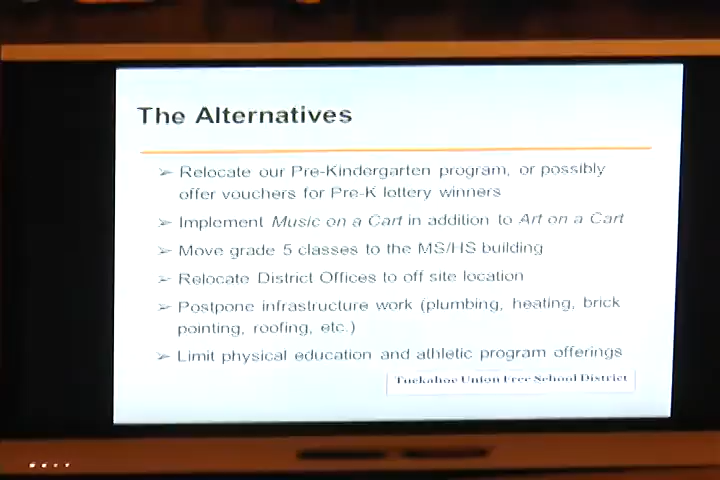 The Alternatives
➢ Relocate our Pre-Kindergarten program, or possibly
offer vouchers for Pre-K lottery winners
➢ Implement Music on a Cart in addition to Art on a Cart
➢ Move grade 5 classes to the MS/HS building
➢ Relocate District Offices to off site location
➢ Postpone infrastructure work (plumbing, heating, brick
pointing, roofing, etc.)
➢ Limit physical education and athletic program offerings
Tuckahoe Union Free School District